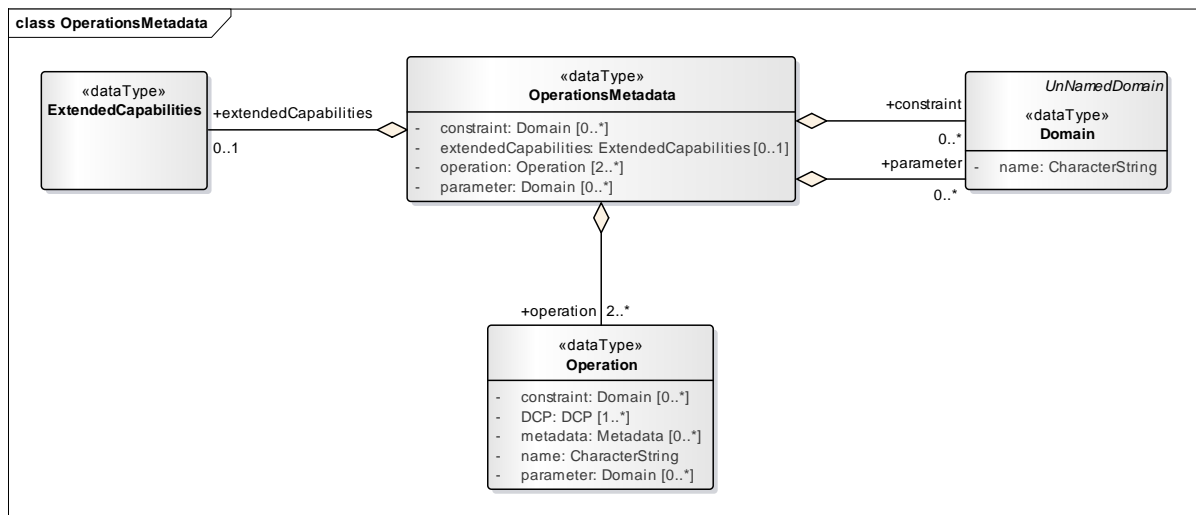 class OperationsMetadata
«dataType»
ExtendedCapabilities
+extendedCapabilities
0..1
«dataType»
OperationsMetadata
- constraint: Domain [0..*]
- extendedCapabilities: ExtendedCapabilities [0..1]
- operation: Operation [2..*]
- parameter: Domain [0..*]
+constraint
0..*
+parameter
0..*
UnNamedDomain
«dataType»
Domain
- name: CharacterString
+operation 2..*
«dataType»
Operation
- constraint: Domain [0..*]
- DCP: DCP [1..*]
- metadata: Metadata [0..*]
- name: CharacterString
- parameter: Domain [0..*]